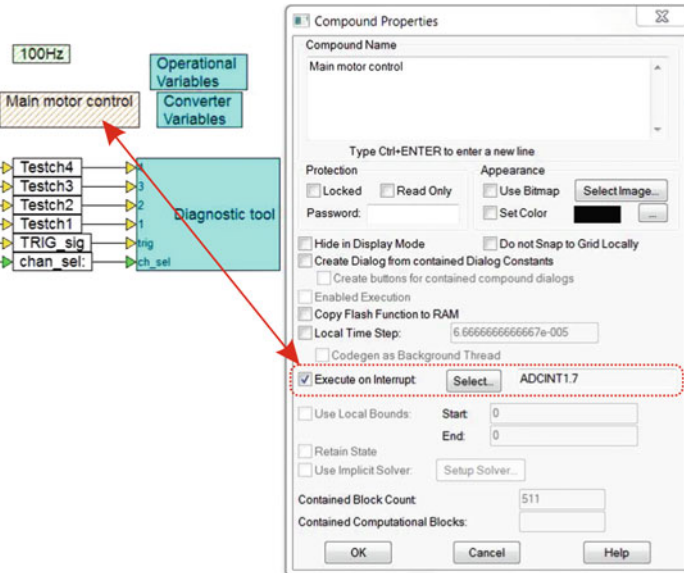 100Hz
Operational
Variables
Main motor control
Converter
Variables
Testch4
4
Testch3
3
Testch2
2
Testch1
1
Diagnostic tool
TRIG_sig
trig
chan_sel:
ch_sel
Compound Properties
Compound Name
Main motor control
Type Ctrl+ENTER to enter a new line
Protection
Appearance
Locked
Read Only
Use Bitmap
Select Image...
Password:
Set Color
...
Hide in Display Mode
Do not Snap to Grid Locally
Create Dialog from contained Dialog Constants
Create buttons for contained compound dialogs
Enabled Execution
Copy Flash Function to RAM
Local Time Step:
6.6666666666667e-005
Codegen as Background Thread
Execute on Interrupt:
Select...
ADCINT1.7
Use Local Bounds:
Start:
0
End:
0
Retain State
Use Implicit Solver:
Setup Solver...
Contained Block Count:
511
Contained Computational Blocks:
OK
Cancel
Help